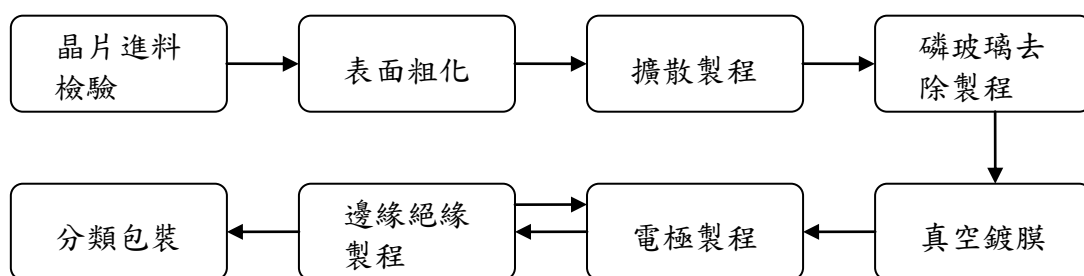 晶片進料
檢驗
表面粗化
擴散製程
磷玻璃去
除製程
分類包裝
邊緣絕緣
製程
電極製程
真空鍍膜